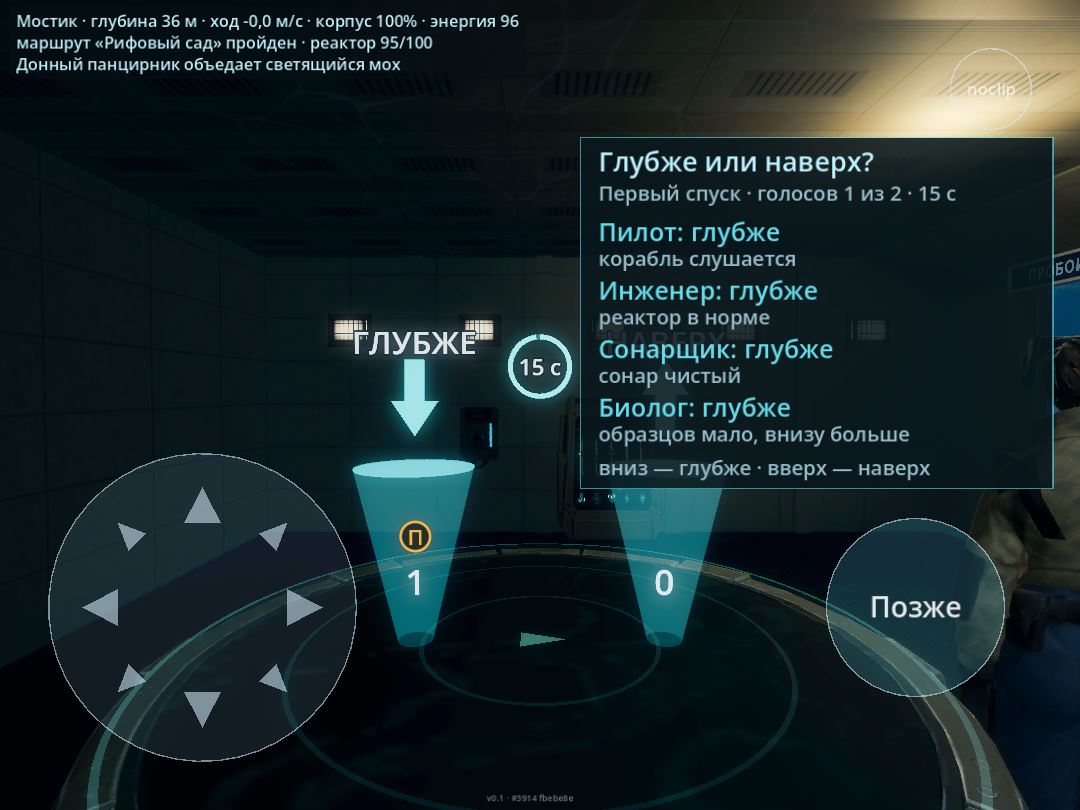 Мостик · глубина 36 м · ход -0,0 м/с · корпус 100% · энергия 96
маршрут «Рифовый сад» пройден · реактор 95/100
Донный панцирник объедает светящийся мох
noclip
Глубже или наверх?
Первый спуск · голосов 1 из 2 · 15 с
Пилот: глубже
корабль слушается
Инженер: глубже
реактор в норме
Сонарщик: глубже
сонар чистый
Биолог: глубже
образцов мало, внизу больше
вниз — глубже · вверх — наверх
ГЛУБЖЕ
15 с
П
1
0
Позже
v0.1 · #3914 fbebe8e